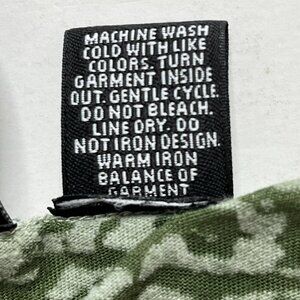 MACHINE WASH
COLD WITH LIKE
COLORS. TURN
GARMENT INSIDE
OUT. GENTLE CYCLE.
DO NOT BLEACH.
LINE DRY. DO
NOT IRON DESIGN.
WARM IRON
BALANCE OF
GARMENT